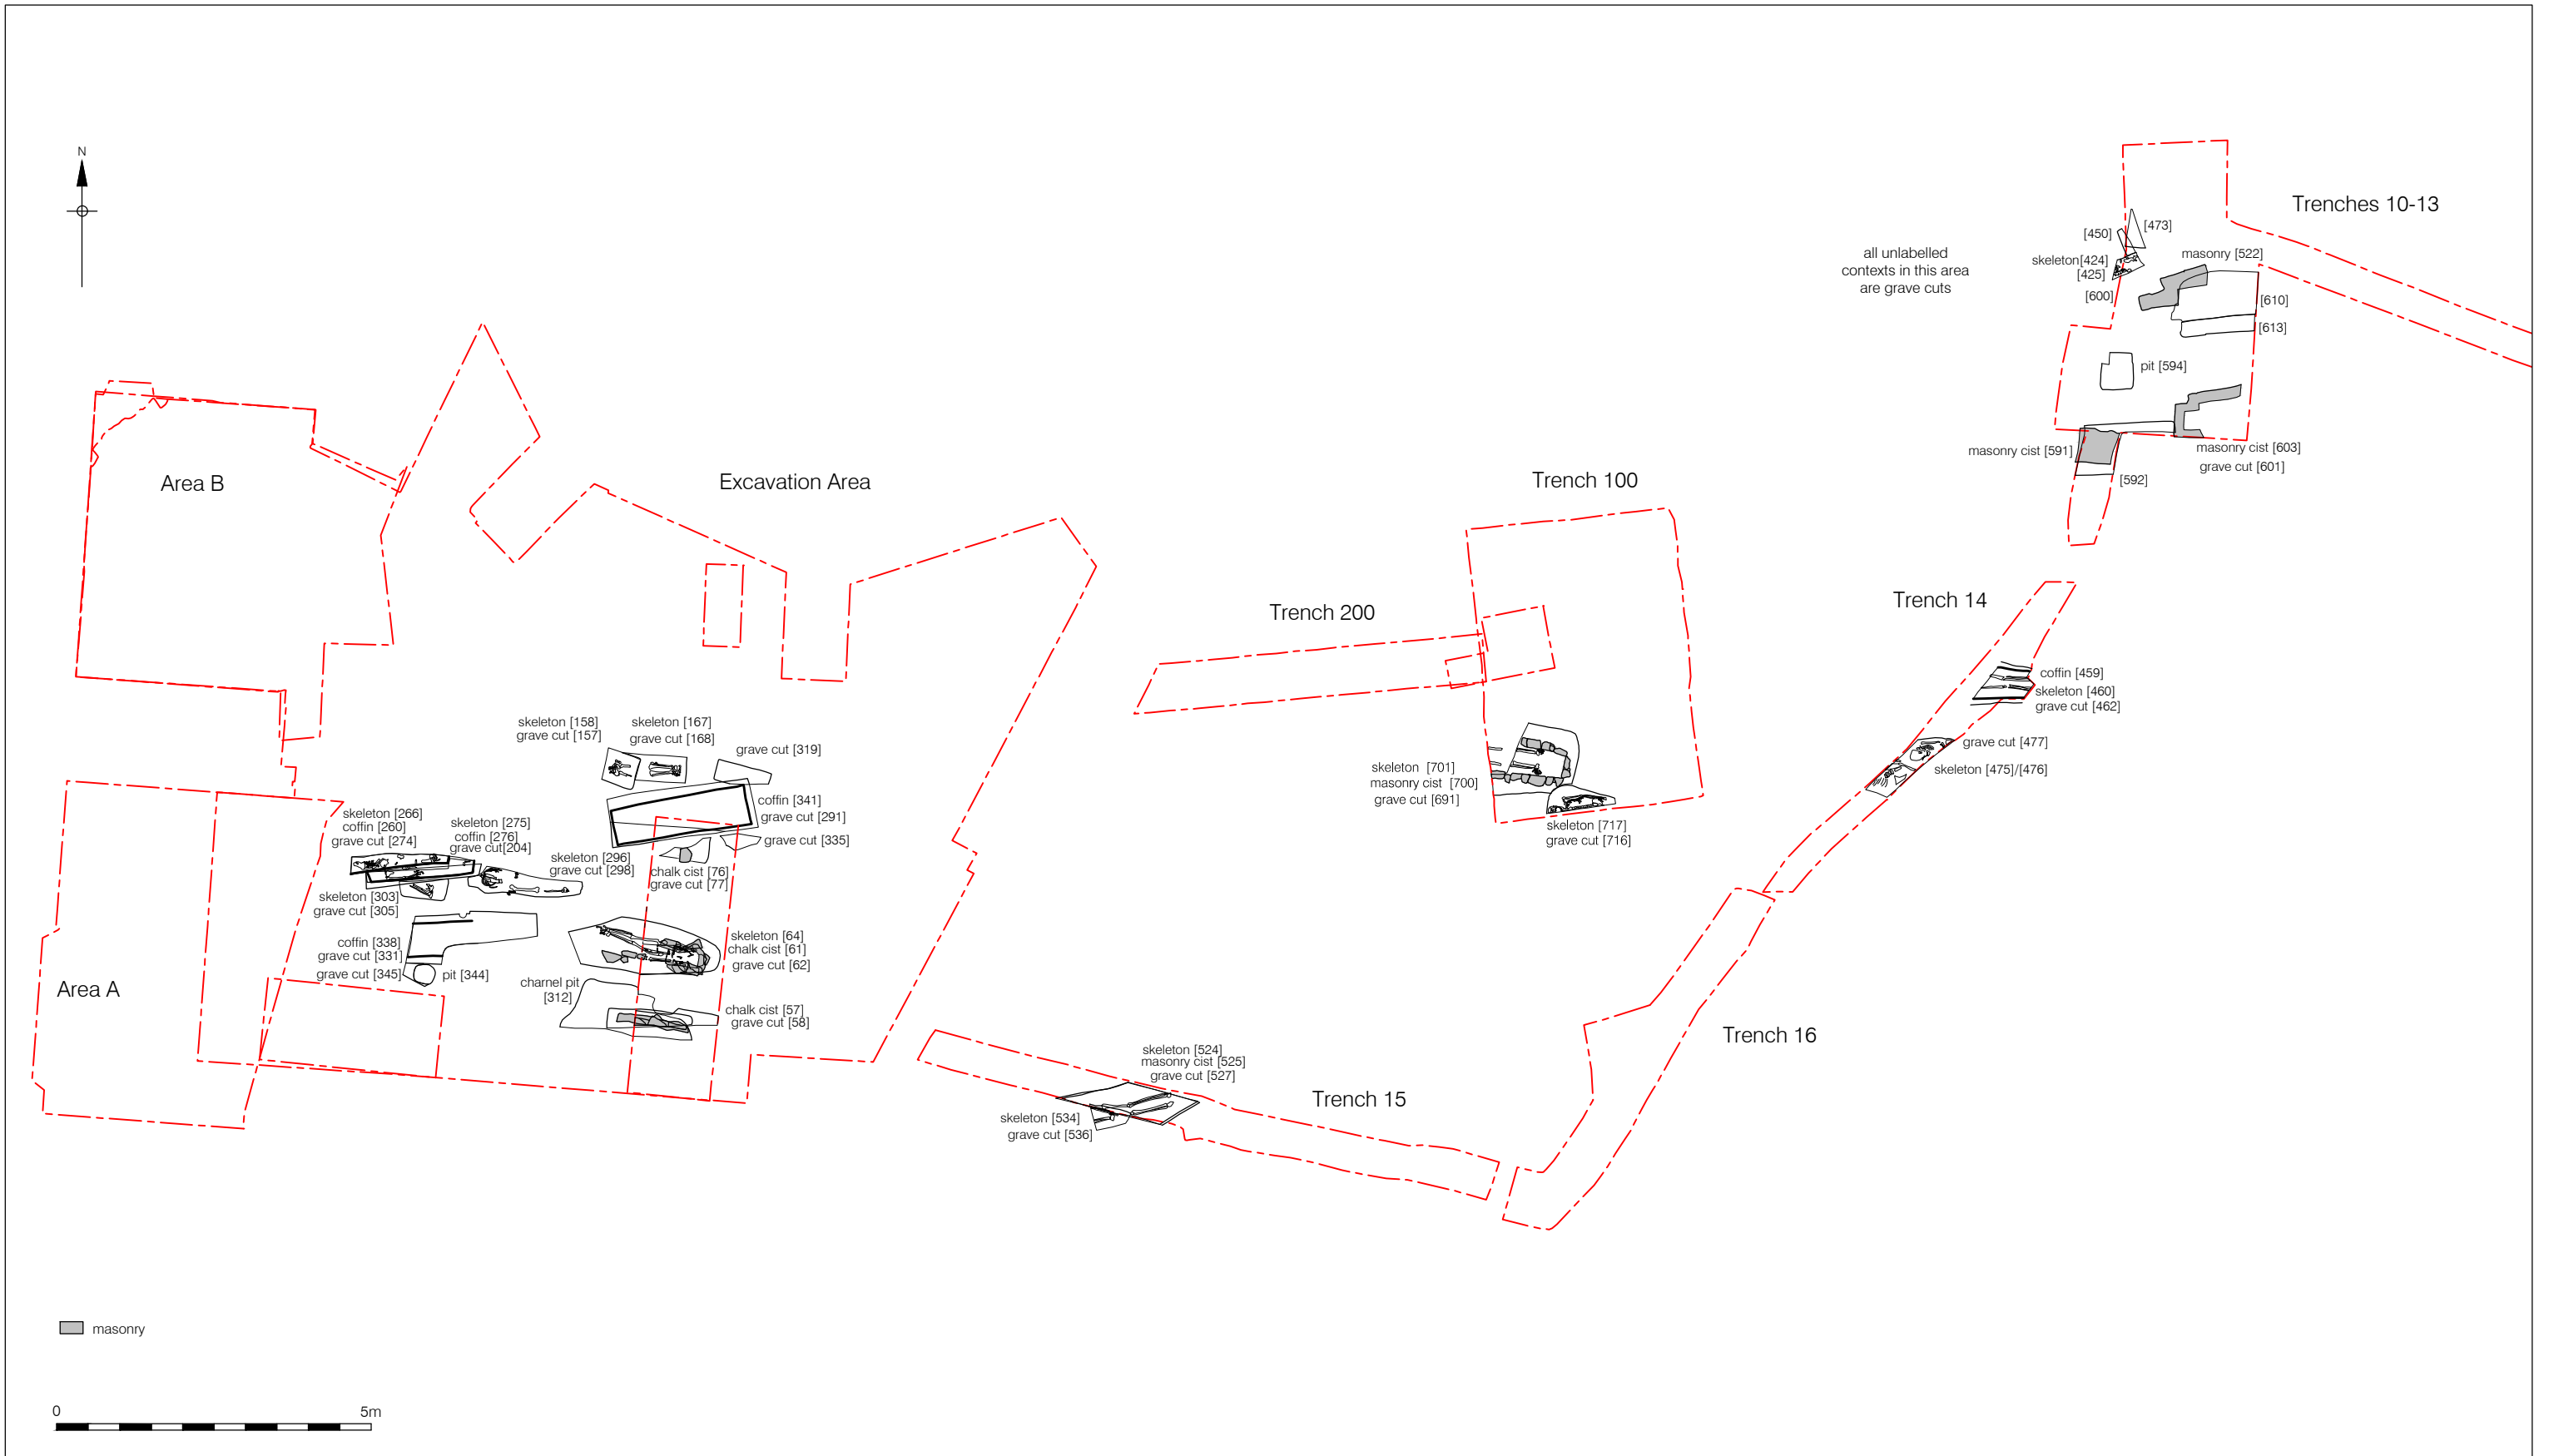 N
Trenches 10-13
[473]
[450]
masonry [522]
all unlabelled
contexts in this area
are grave cuts
skeleton[424]
[425]
[600]
[610]
[613]
pit [594]
masonry cist [591]
masonry cist [603]
grave cut [601]
[592]
Area B
Excavation Area
Trench 100
Trench 200
Trench 14
coffin [459]
skeleton [460]
grave cut [462]
grave cut [477]
skeleton [475]/[476]
skeleton [158]
grave cut [157]
skeleton [167]
grave cut [168]
grave cut [319]
coffin [341]
grave cut [291]
grave cut [335]
skeleton [701]
masonry cist [700]
grave cut [691]
skeleton [717]
grave cut [716]
skeleton [266]
coffin [260]
grave cut [274]
skeleton [275]
coffin [276]
grave cut[204]
skeleton [296]
grave cut [298]
chalk cist [76]
grave cut [77]
skeleton [303]
grave cut [305]
coffin [338]
grave cut [331]
grave cut [345]
pit [344]
skeleton [64]
chalk cist [61]
grave cut [62]
charnel pit
[312]
chalk cist [57]
grave cut [58]
Area A
Trench 16
skeleton [524]
masonry cist [525]
grave cut [527]
Trench 15
skeleton [534]
grave cut [536]
masonry
0 5m